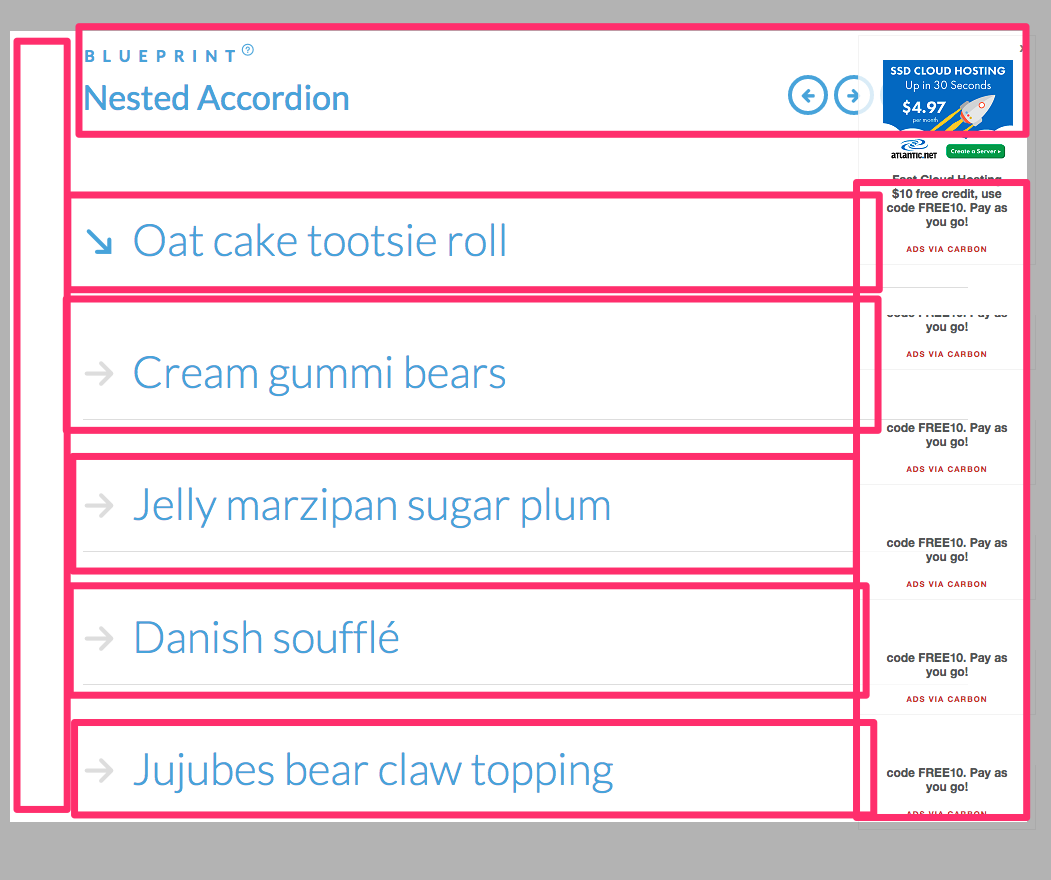 BLUEPRINT
Nested Accordion
SSD CLOUD HOSTING
Up in 30 Seconds
$4.97
per month
ATLANTIC.NET
Create a Server
Fast Cloud Hosting
$10 free credit, use
code FREE10. Pay as
you go!
ADS VIA CARBON
Oat cake tootsie roll
code FREE10. Pay as
you go!
ADS VIA CARBON
Cream gummi bears
code FREE10. Pay as
you go!
ADS VIA CARBON
Jelly marzipan sugar plum
code FREE10. Pay as
you go!
ADS VIA CARBON
Danish soufflé
code FREE10. Pay as
you go!
ADS VIA CARBON
Jujubes bear claw topping
code FREE10. Pay as
you go!
ADS VIA CARBON